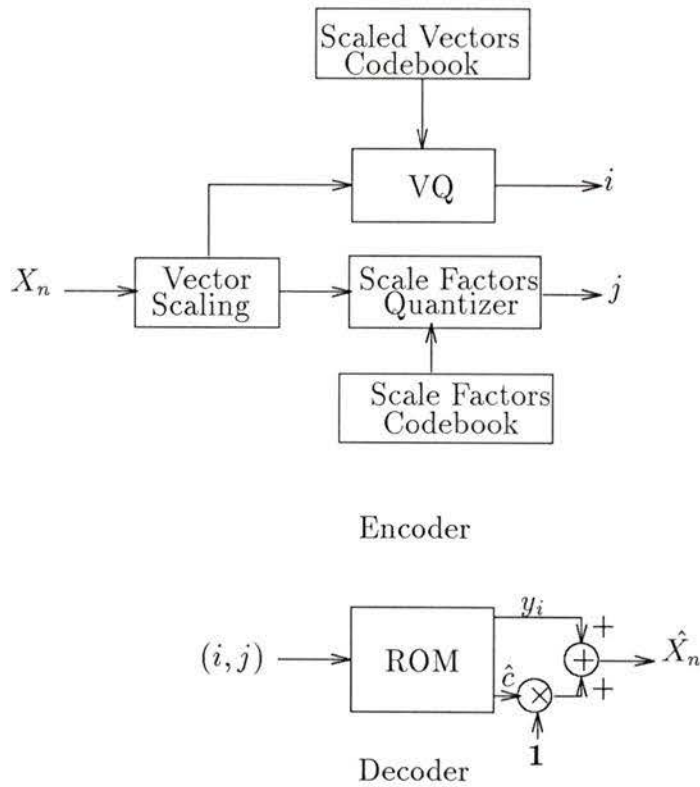 Scaled Vectors
Codebook
VQ
i
X_n
Vector
Scaling
Scale Factors
Quantizer
j
Scale Factors
Codebook
Encoder
(i, j)
ROM
y_i
ĉ
+
+
×
+
X̂_n
1
Decoder